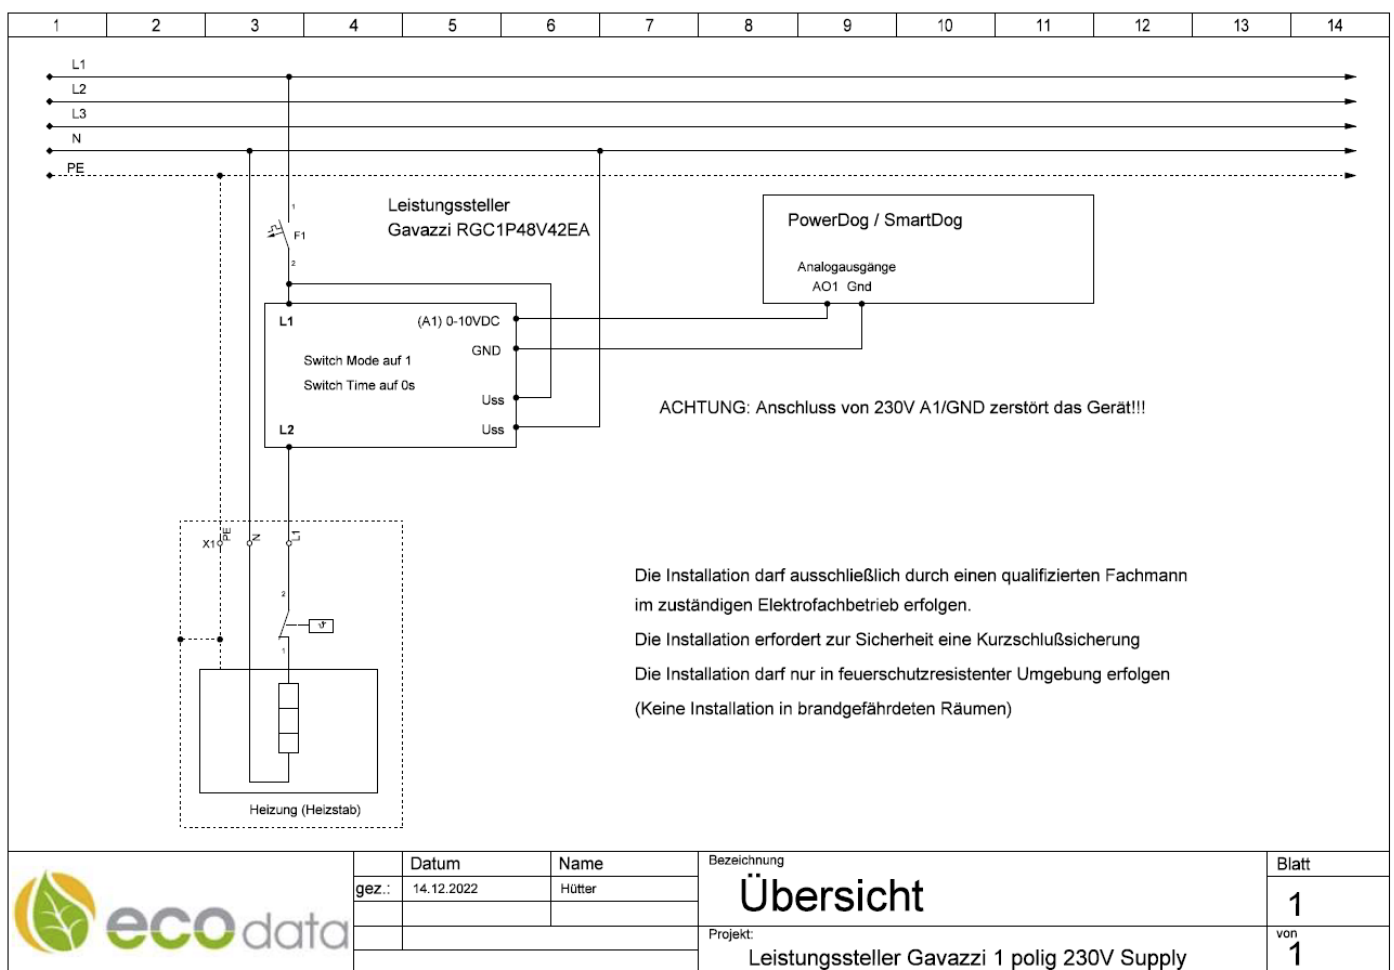 1 2 3 4 5 6 7 8 9 10 11 12 13 14
L1
L2
L3
N
PE
Leistungssteller
Gavazzi RGC1P48V42EA
1
F1
2
PowerDog / SmartDog
Analogausgänge
AO1 Gnd
L1 (A1) 0-10VDC
GND
Switch Mode auf 1
Switch Time auf 0s
Uss
L2 Uss
ACHTUNG: Anschluss von 230V A1/GND zerstört das Gerät!!!
X1 PE N L1
2
ϑ
1
Heizung (Heizstab)
Die Installation darf ausschließlich durch einen qualifizierten Fachmann
im zuständigen Elektrofachbetrieb erfolgen.
Die Installation erfordert zur Sicherheit eine Kurzschlußsicherung
Die Installation darf nur in feuerschutzresistenter Umgebung erfolgen
(Keine Installation in brandgefährdeten Räumen)
ecodata
Datum Name
gez.: 14.12.2022 Hütter
Bezeichnung
Übersicht
Projekt:
Leistungssteller Gavazzi 1 polig 230V Supply
Blatt
1
von
1